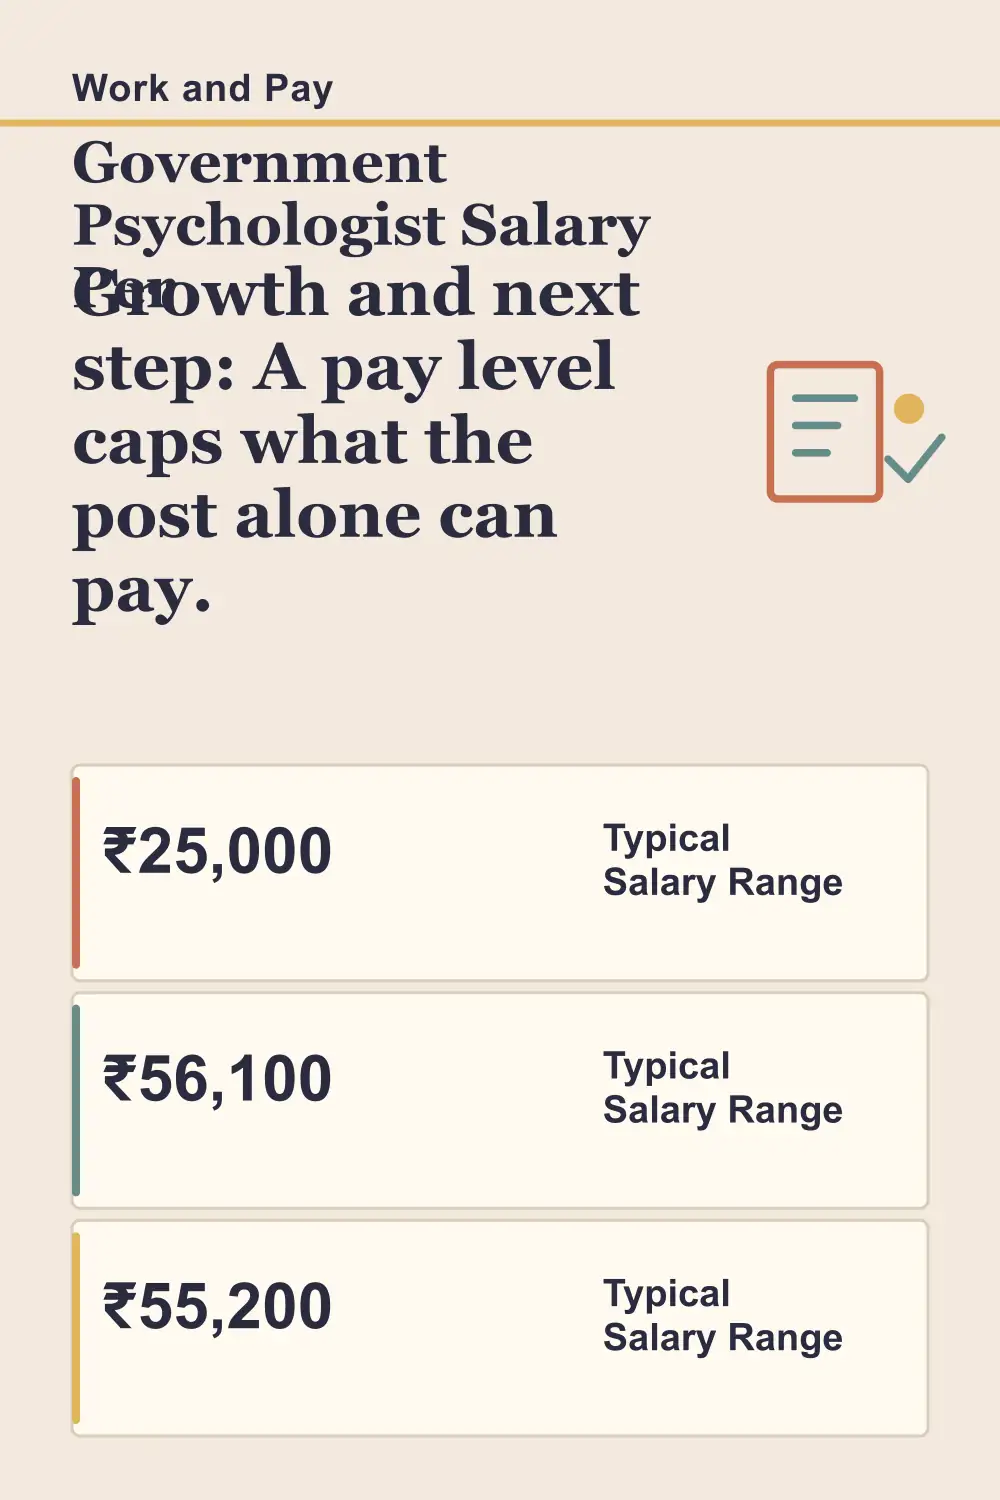 Work and Pay
Government
Psychologist Salary
Per
Growth and next
step: A pay level
caps what the
post alone can
pay.
₹25,000
Typical
Salary Range
₹56,100
Typical
Salary Range
₹55,200
Typical
Salary Range